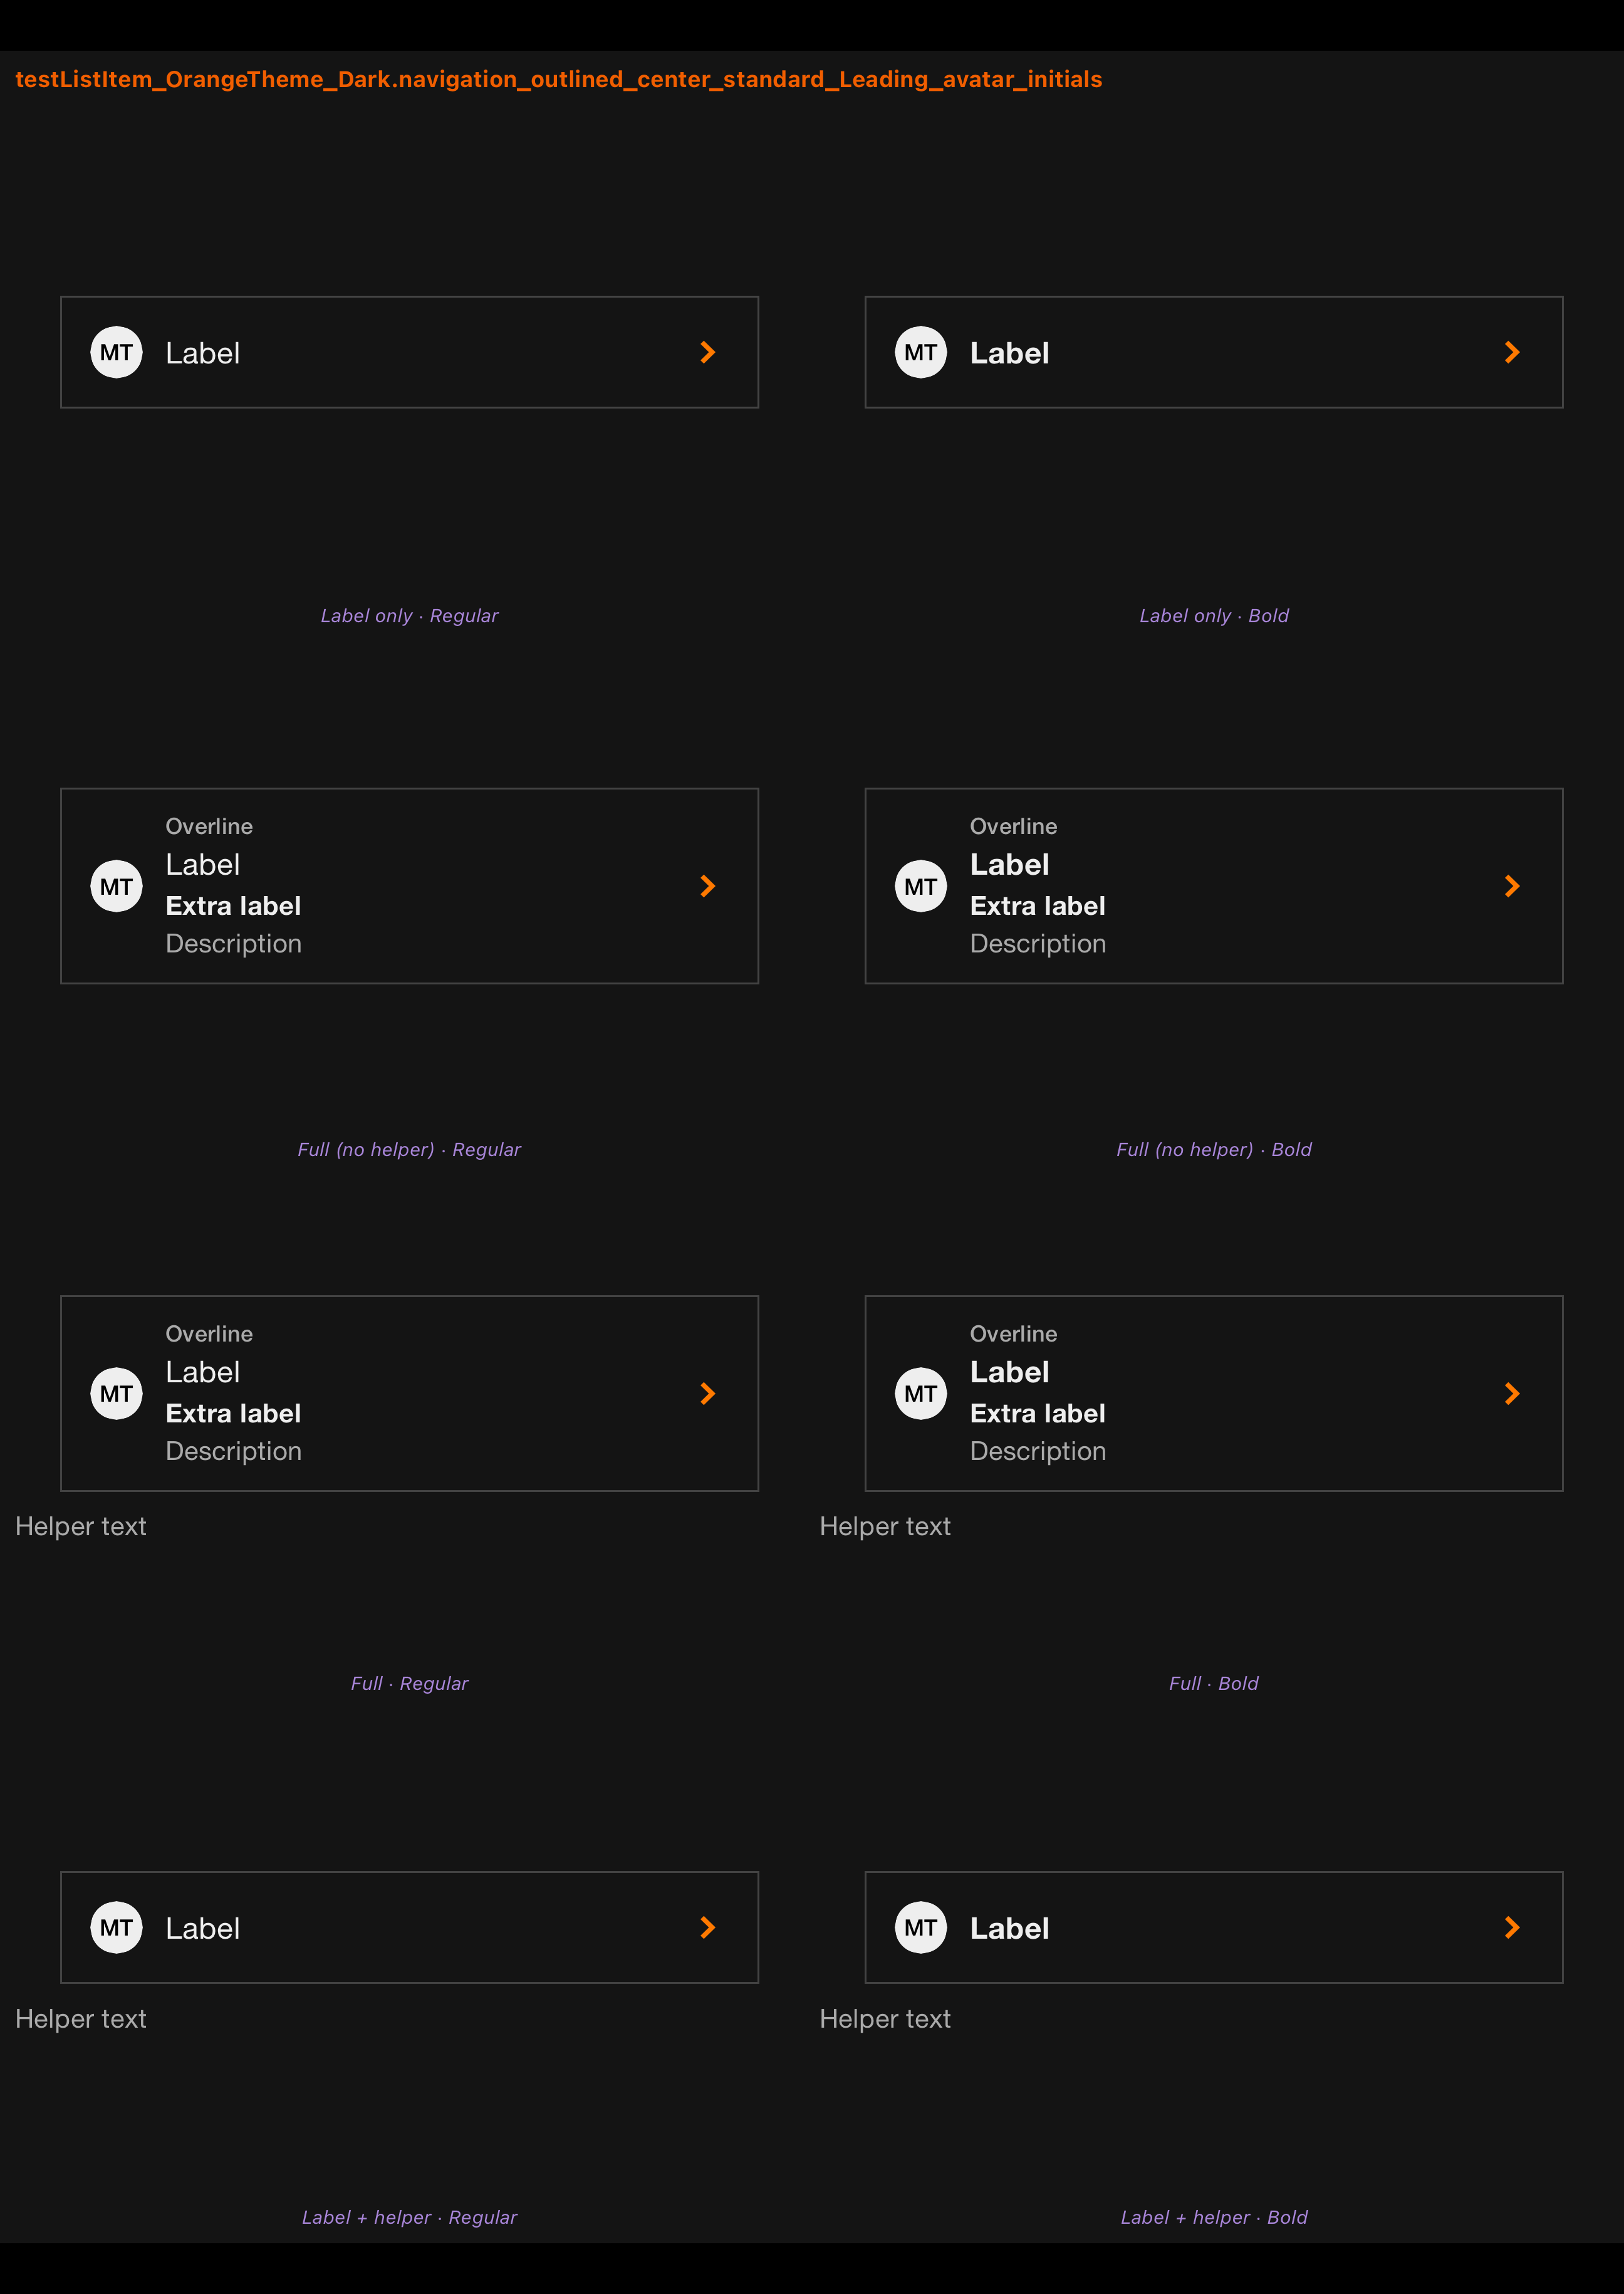 testListItem_OrangeTheme_Dark.navigation_outlined_center_standard_Leading_avatar_initials
MT Label
MT Label
Label only · Regular
Label only · Bold
Overline
Label
MT
Extra label
Description
Overline
Label
MT
Extra label
Description
Full (no helper) · Regular
Full (no helper) · Bold
Overline
Label
MT
Extra label
Description
Helper text
Overline
Label
MT
Extra label
Description
Helper text
Full · Regular
Full · Bold
MT Label
Helper text
MT Label
Helper text
Label + helper · Regular
Label + helper · Bold